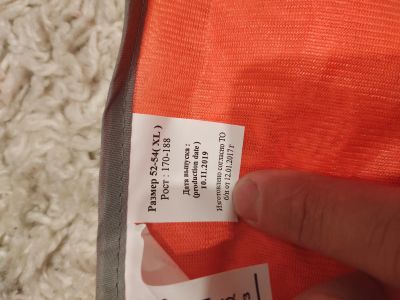 Размер 52-54( XL )
Рост : 170-188
Дата выпуска :
(production date )
10.11.2019
Изготовлено согласно ТО
б/н от 12.01.2017 г